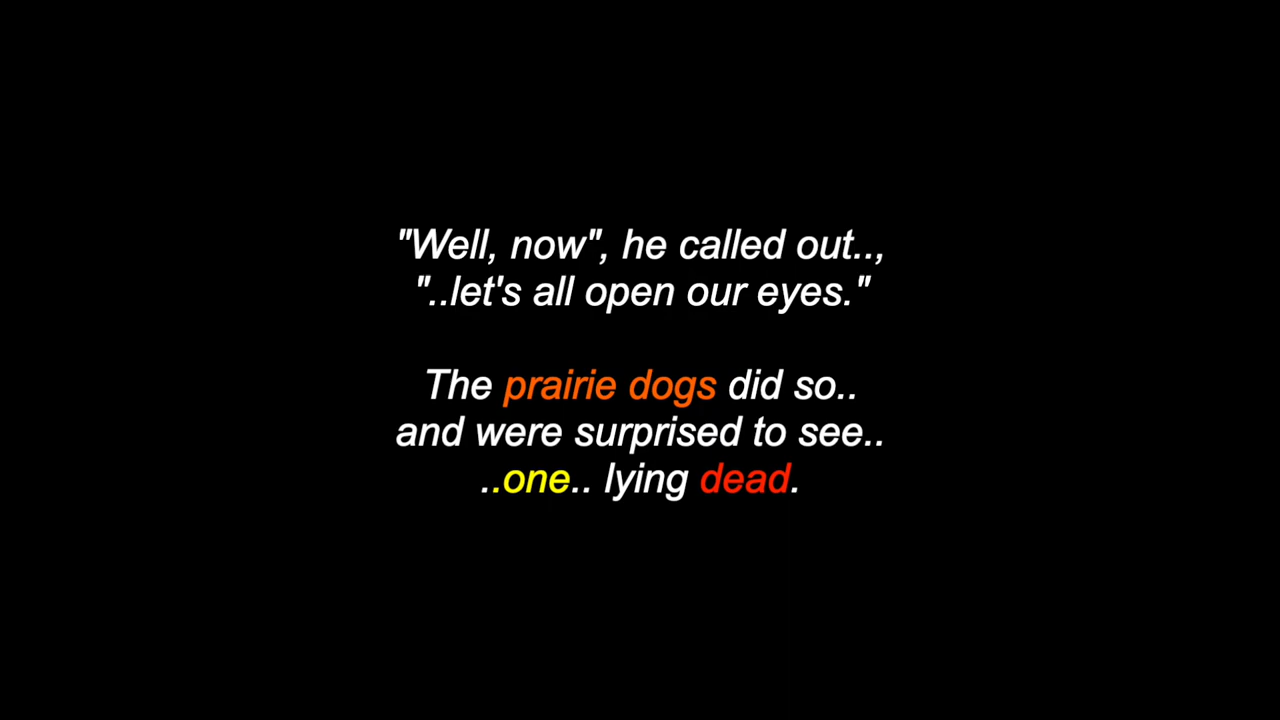 "Well, now", he called out..,
"..let's all open our eyes."
The prairie dogs did so..
and were surprised to see..
..one.. lying dead.